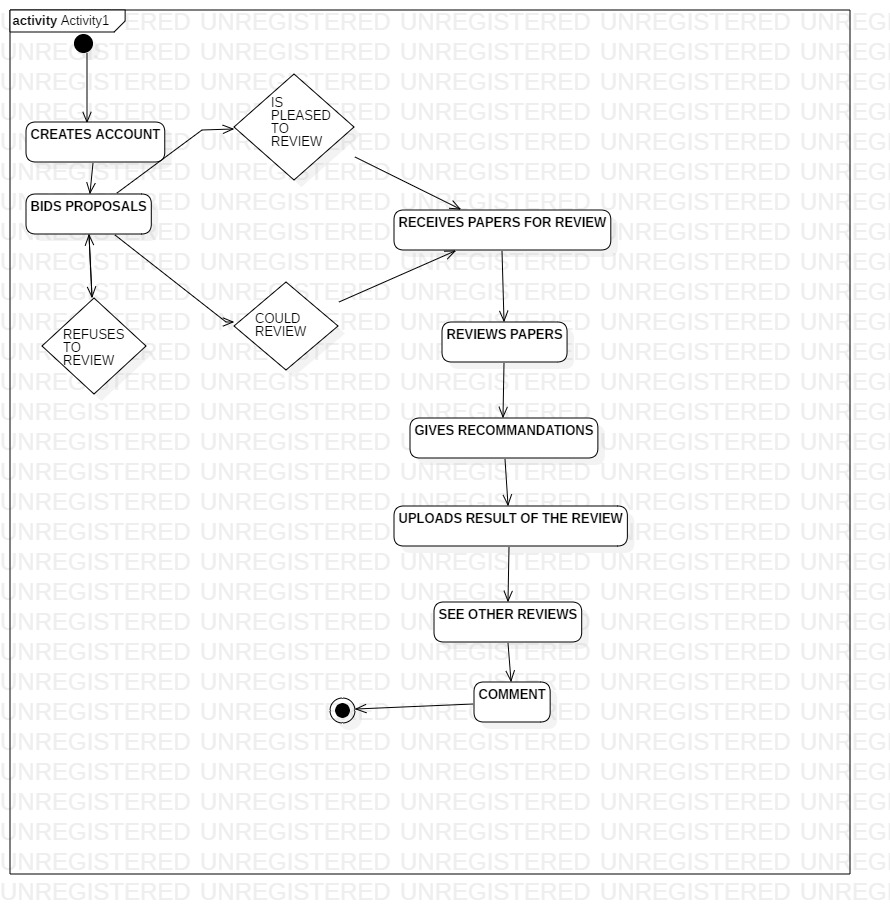 activity Activity1
CREATES ACCOUNT
BIDS PROPOSALS
REFUSES
TO
REVIEW
IS
PLEASED
TO
REVIEW
COULD
REVIEW
RECEIVES PAPERS FOR REVIEW
REVIEWS PAPERS
GIVES RECOMMANDATIONS
UPLOADS RESULT OF THE REVIEW
SEE OTHER REVIEWS
COMMENT
UNREGISTERED UNREGISTERED UNREGISTERED UNREGISTERED